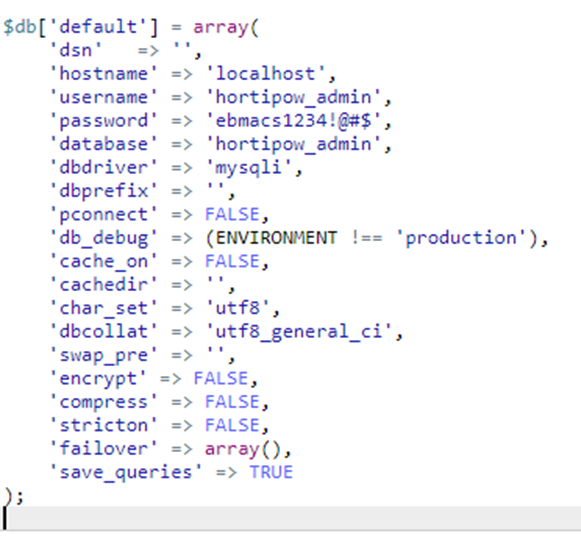 $db['default'] = array(
    'dsn'   => '',
    'hostname' => 'localhost',
    'username' => 'hortipow_admin',
    'password' => 'ebmacs1234!@#$',
    'database' => 'hortipow_admin',
    'dbdriver' => 'mysqli',
    'dbprefix' => '',
    'pconnect' => FALSE,
    'db_debug' => (ENVIRONMENT !== 'production'),
    'cache_on' => FALSE,
    'cachedir' => '',
    'char_set' => 'utf8',
    'dbcollat' => 'utf8_general_ci',
    'swap_pre' => '',
    'encrypt' => FALSE,
    'compress' => FALSE,
    'stricton' => FALSE,
    'failover' => array(),
    'save_queries' => TRUE
);